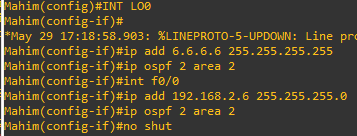 Mahim(config)#INT LO0
Mahim(config-if)#
*May 29 17:18:58.903: %LINEPROTO-5-UPDOWN: Line pro
Mahim(config-if)#ip add 6.6.6.6 255.255.255.255
Mahim(config-if)#ip ospf 2 area 2
Mahim(config-if)#int f0/0
Mahim(config-if)#ip add 192.168.2.6 255.255.255.0
Mahim(config-if)#ip ospf 2 area 2
Mahim(config-if)#no shut